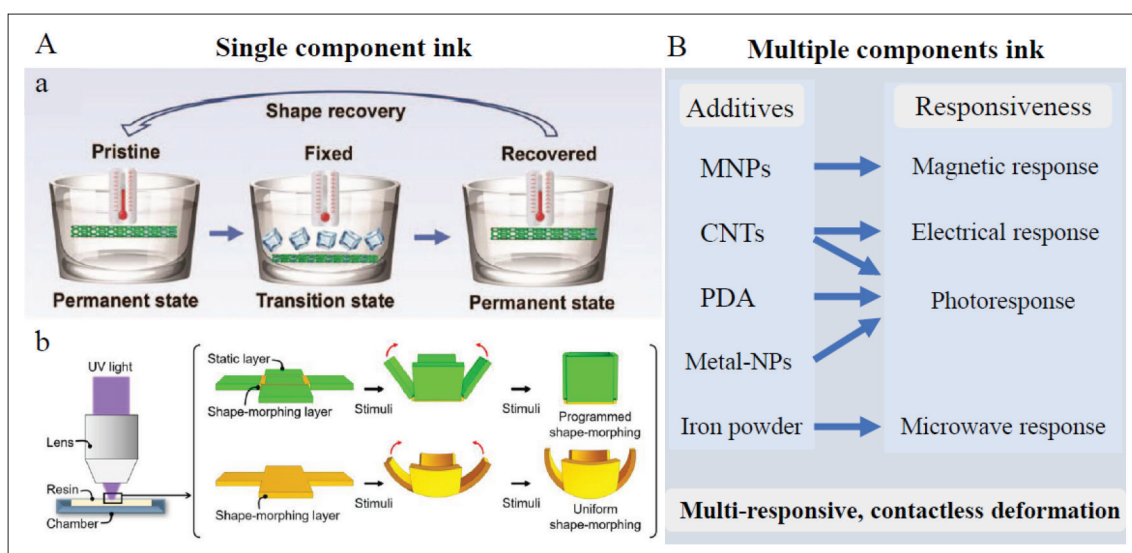 A
Single component ink
a
Shape recovery
Pristine
Fixed
Recovered
Permanent state
Transition state
Permanent state
b
UV light
Lens
Resin
Chamber
Static layer
Shape-morphing layer
Stimuli
Stimuli
Programmed
shape-morphing
Shape-morphing layer
Stimuli
Stimuli
Uniform
shape-morphing
B
Multiple components ink
Additives
Responsiveness
MNPs
Magnetic response
CNTs
Electrical response
PDA
Photoresponse
Metal-NPs
Iron powder
Microwave response
Multi-responsive, contactless deformation